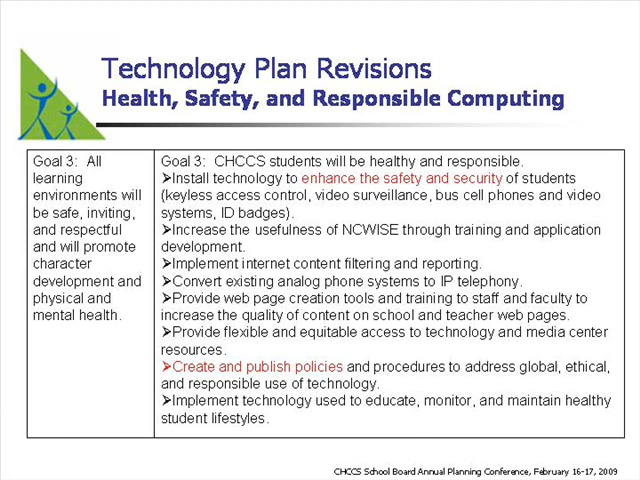 Technology Plan Revisions
Health, Safety, and Responsible Computing
Goal 3:  All
learning
environments will
be safe, inviting,
and respectful
and will promote
character
development and
physical and
mental health.
Goal 3:  CHCCS students will be healthy and responsible.
➢Install technology to enhance the safety and security of students
(keyless access control, video surveillance, bus cell phones and video
systems, ID badges).
➢Increase the usefulness of NCWISE through training and application
development.
➢Implement internet content filtering and reporting.
➢Convert existing analog phone systems to IP telephony.
➢Provide web page creation tools and training to staff and faculty to
increase the quality of content on school and teacher web pages.
➢Provide flexible and equitable access to technology and media center
resources.
➢Create and publish policies and procedures to address global, ethical,
and responsible use of technology.
➢Implement technology used to educate, monitor, and maintain healthy
student lifestyles.
CHCCS School Board Annual Planning Conference, February 16-17, 2009